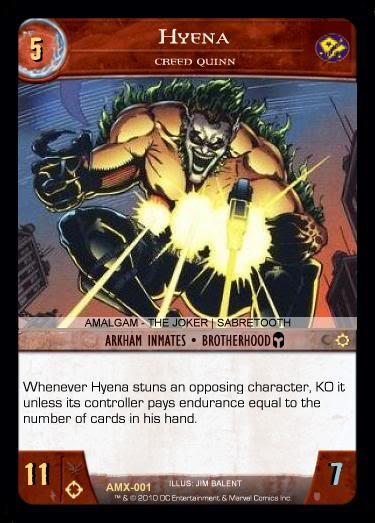 5
HYENA
CREED QUINN
AMALGAM - THE JOKER | SABRETOOTH
ARKHAM INMATES • BROTHERHOOD
Whenever Hyena stuns an opposing character, KO it
unless its controller pays endurance equal to the
number of cards in his hand.
11
AMX-001
ILLUS: JIM BALENT
™ & © 2010 DC Entertainment & Marvel Comics Inc.
7